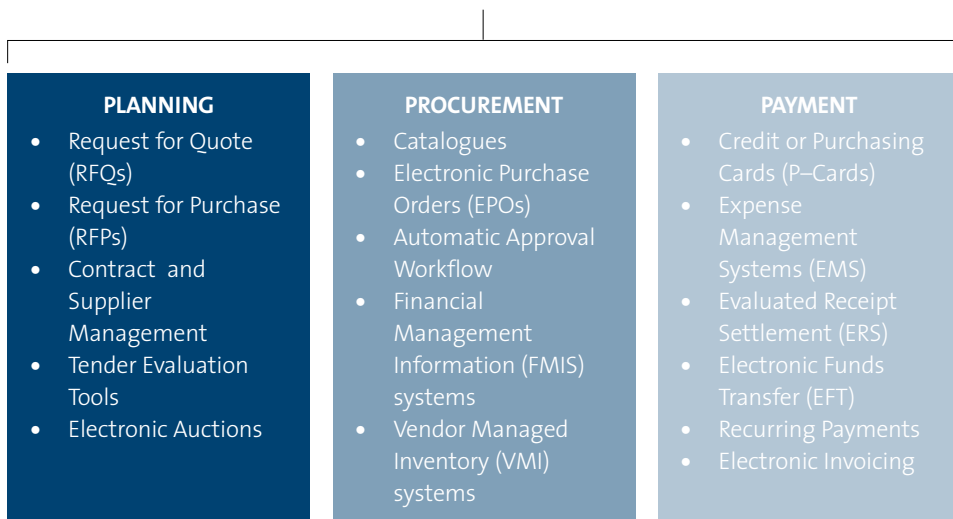 PLANNING
• Request for Quote
(RFQs)
• Request for Purchase
(RFPs)
• Contract and
Supplier
Management
• Tender Evaluation
Tools
• Electronic Auctions
PROCUREMENT
• Catalogues
• Electronic Purchase
Orders (EPOs)
• Automatic Approval
Workflow
• Financial
Management
Information (FMIS)
systems
• Vendor Managed
Inventory (VMI)
systems
PAYMENT
• Credit or Purchasing
Cards (P–Cards)
• Expense
Management
Systems (EMS)
• Evaluated Receipt
Settlement (ERS)
• Electronic Funds
Transfer (EFT)
• Recurring Payments
• Electronic Invoicing